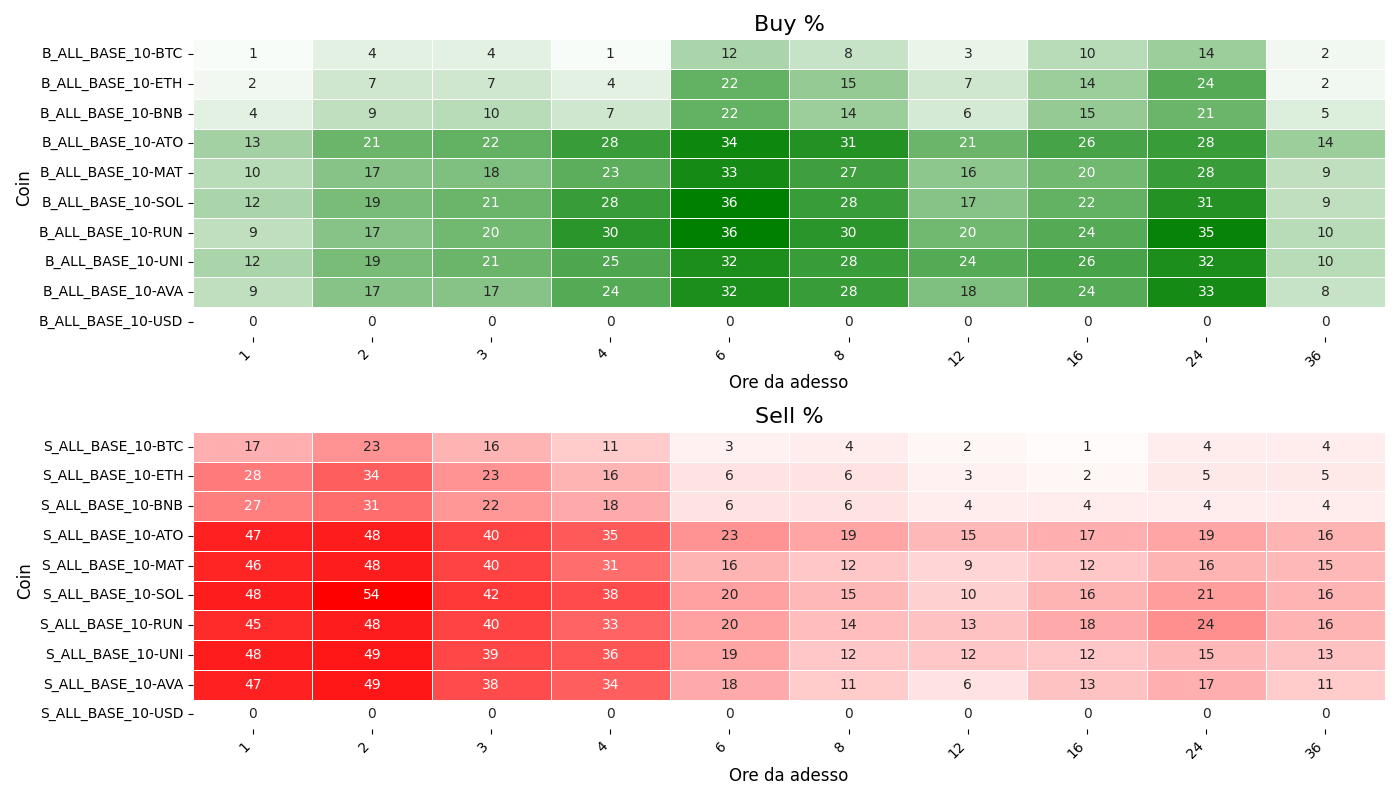 Buy %
Coin
B_ALL_BASE_10-BTC 1 4 4 1 12 8 3 10 14 2
B_ALL_BASE_10-ETH 2 7 7 4 22 15 7 14 24 2
B_ALL_BASE_10-BNB 4 9 10 7 22 14 6 15 21 5
B_ALL_BASE_10-ATO 13 21 22 28 34 31 21 26 28 14
B_ALL_BASE_10-MAT 10 17 18 23 33 27 16 20 28 9
B_ALL_BASE_10-SOL 12 19 21 28 36 28 17 22 31 9
B_ALL_BASE_10-RUN 9 17 20 30 36 30 20 24 35 10
B_ALL_BASE_10-UNI 12 19 21 25 32 28 24 26 32 10
B_ALL_BASE_10-AVA 9 17 17 24 32 28 18 24 33 8
B_ALL_BASE_10-USD 0 0 0 0 0 0 0 0 0 0
1 2 3 4 6 8 12 16 24 36
Ore da adesso
Sell %
Coin
S_ALL_BASE_10-BTC 17 23 16 11 3 4 2 1 4 4
S_ALL_BASE_10-ETH 28 34 23 16 6 6 3 2 5 5
S_ALL_BASE_10-BNB 27 31 22 18 6 6 4 4 4 4
S_ALL_BASE_10-ATO 47 48 40 35 23 19 15 17 19 16
S_ALL_BASE_10-MAT 46 48 40 31 16 12 9 12 16 15
S_ALL_BASE_10-SOL 48 54 42 38 20 15 10 16 21 16
S_ALL_BASE_10-RUN 45 48 40 33 20 14 13 18 24 16
S_ALL_BASE_10-UNI 48 49 39 36 19 12 12 12 15 13
S_ALL_BASE_10-AVA 47 49 38 34 18 11 6 13 17 11
S_ALL_BASE_10-USD 0 0 0 0 0 0 0 0 0 0
1 2 3 4 6 8 12 16 24 36
Ore da adesso